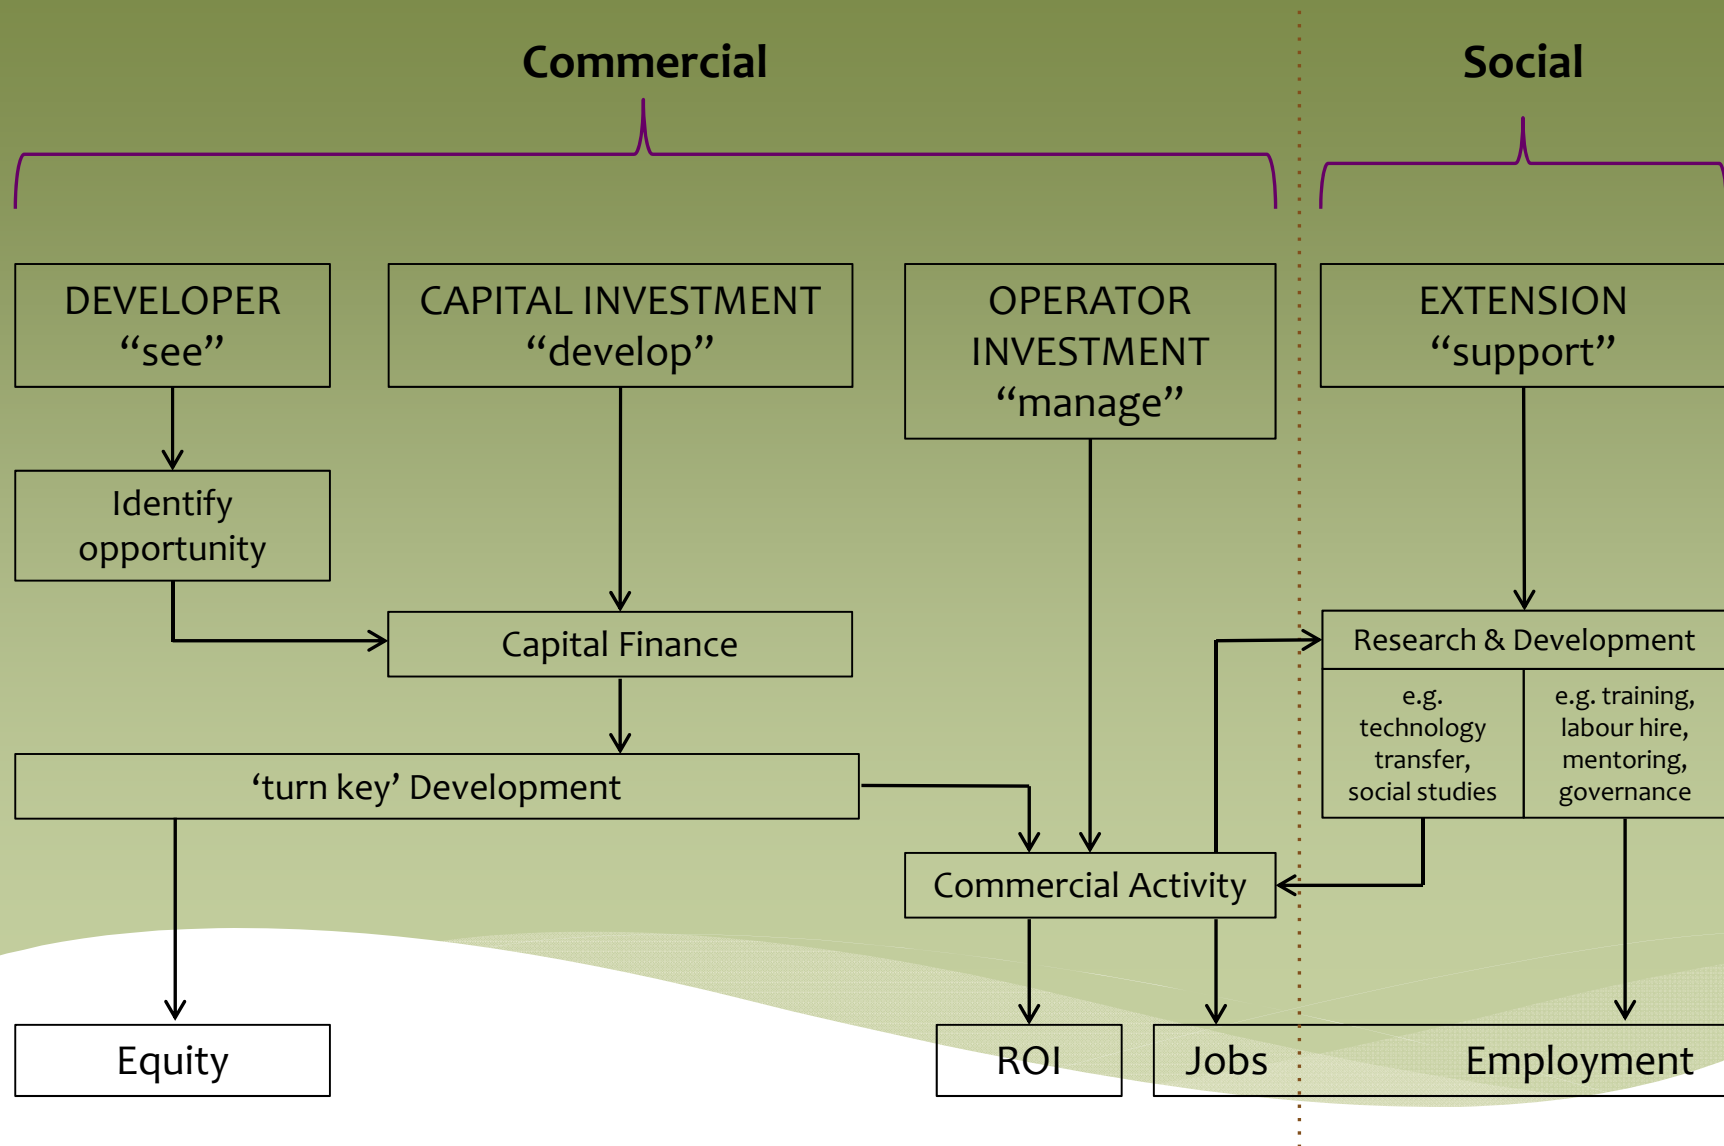 Commercial
Social
DEVELOPER
“see”
CAPITAL INVESTMENT
“develop”
OPERATOR
INVESTMENT
“manage”
EXTENSION
“support”
Identify
opportunity
Capital Finance
Research & Development
e.g.
technology
transfer,
social studies
e.g. training,
labour hire,
mentoring,
governance
‘turn key’ Development
Commercial Activity
Equity
ROI
Jobs
Employment